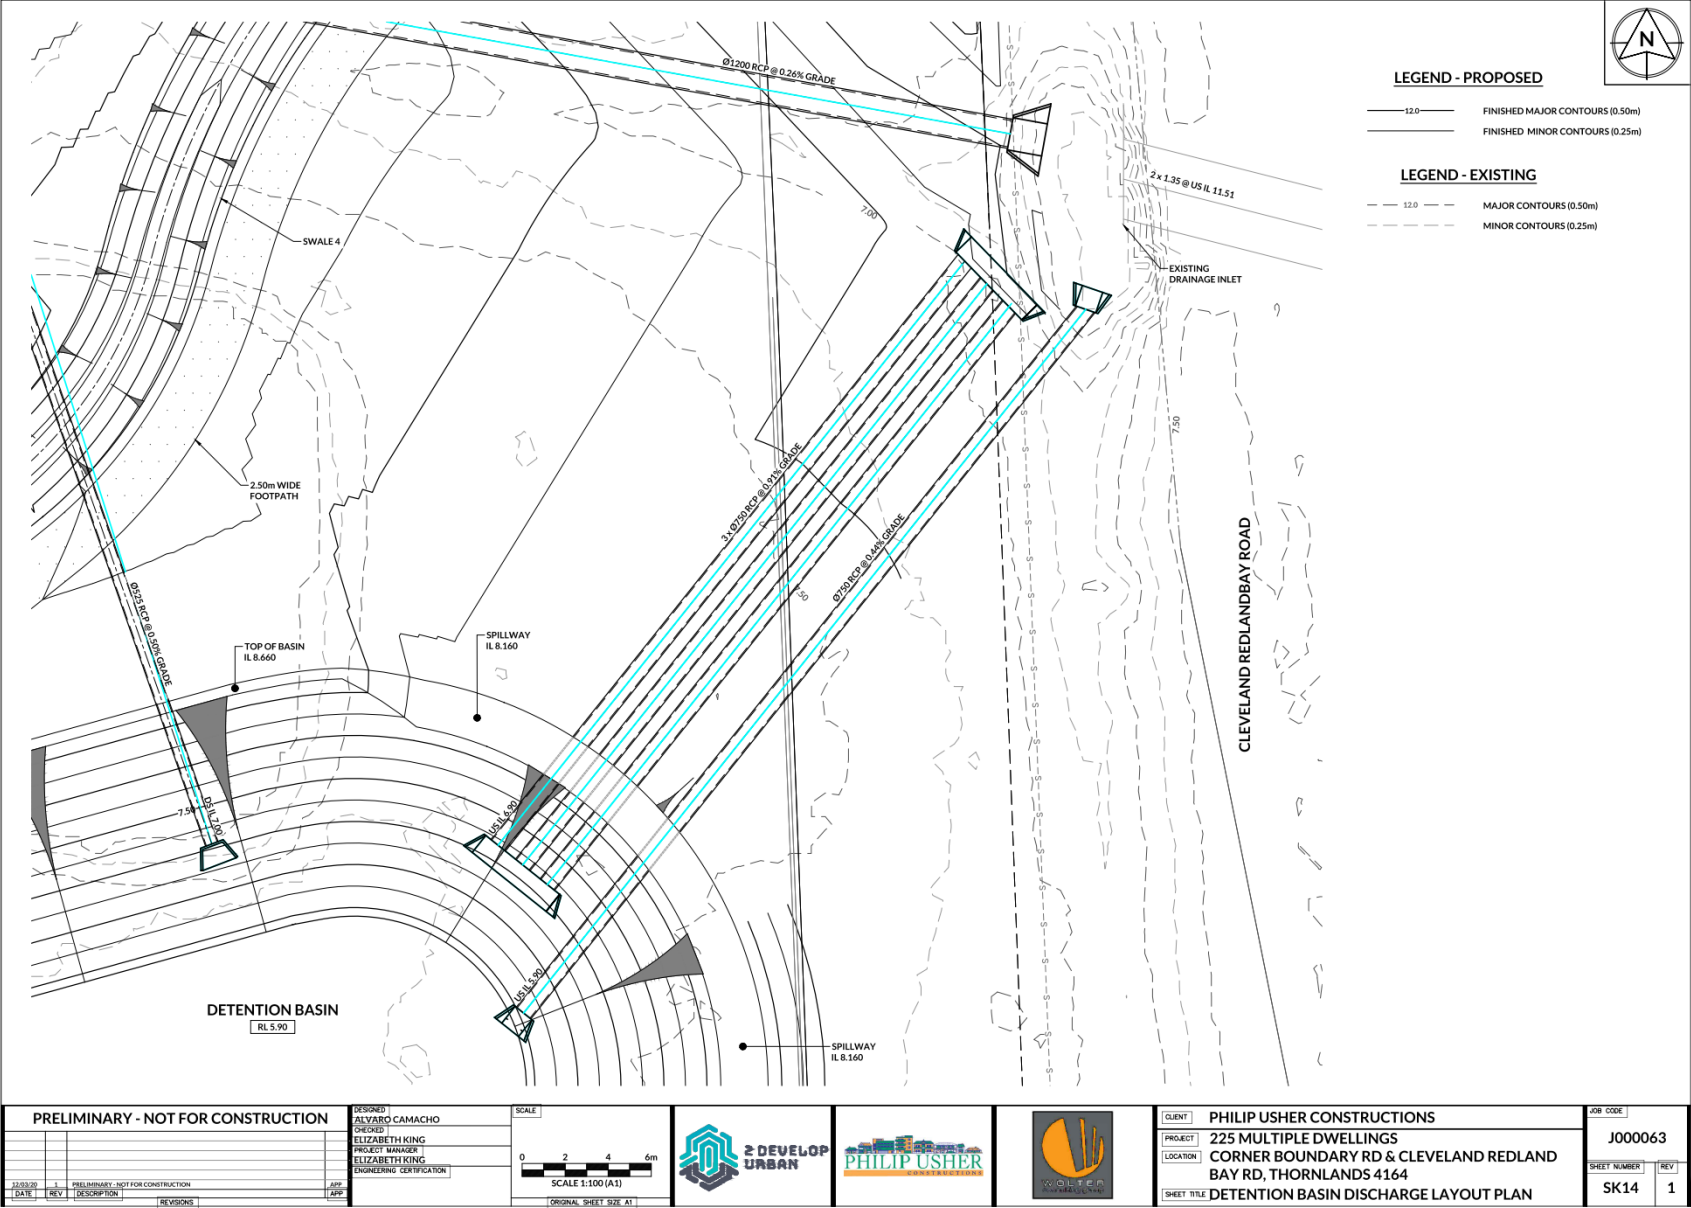 N
LEGEND - PROPOSED
12.0
FINISHED MAJOR CONTOURS (0.50m)
FINISHED MINOR CONTOURS (0.25m)
LEGEND - EXISTING
12.0
MAJOR CONTOURS (0.50m)
MINOR CONTOURS (0.25m)
Ø1200 RCP @ 0.26% GRADE
2 x 1.35 @ US IL 11.51
7.00
SWALE 4
EXISTING
DRAINAGE INLET
7.50
2.50m WIDE
FOOTPATH
3 x Ø750 RCP @ 0.91% GRADE
Ø750 RCP @ 0.44% GRADE
Ø525 RCP @ 0.50% GRADE
CLEVELAND REDLANDBAY ROAD
TOP OF BASIN
IL 8.660
SPILLWAY
IL 8.160
7.50
DS IL 7.00
US IL 6.90
US IL 5.90
DETENTION BASIN
RL 5.90
SPILLWAY
IL 8.160
PRELIMINARY - NOT FOR CONSTRUCTION
12/03/20 1 PRELIMINARY - NOT FOR CONSTRUCTION APP
DATE REV DESCRIPTION APP
REVISIONS
DESIGNED
ALVARO CAMACHO
CHECKED
ELIZABETH KING
PROJECT MANAGER
ELIZABETH KING
ENGINEERING CERTIFICATION
SCALE
0 2 4 6m
SCALE 1:100 (A1)
ORIGINAL SHEET SIZE A1
2 DEVELOP
URBAN
PHILIP USHER
CONSTRUCTIONS
WOLTER
CLIENT PHILIP USHER CONSTRUCTIONS
PROJECT 225 MULTIPLE DWELLINGS
LOCATION CORNER BOUNDARY RD & CLEVELAND REDLAND
BAY RD, THORNLANDS 4164
SHEET TITLE DETENTION BASIN DISCHARGE LAYOUT PLAN
JOB CODE
J000063
SHEET NUMBER REV
SK14 1